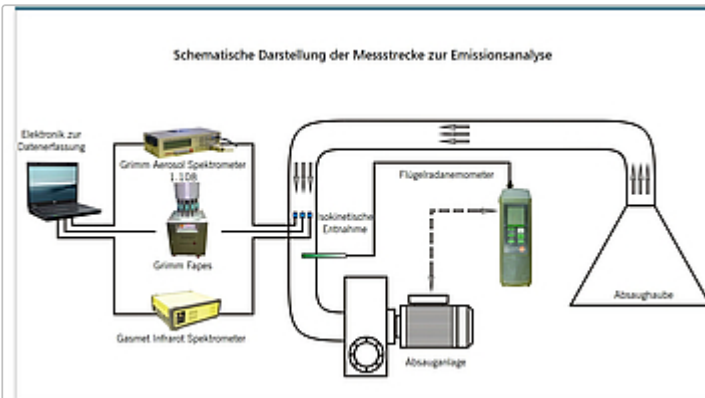 Schematische Darstellung der Messstrecke zur Emissionsanalyse
Elektronik zur
Datenerfassung
Grimm Aerosol Spektrometer
1.108
Flügelradanemometer
Isokinetische
Entnahme
Grimm Fapes
Absaughaube
Gasmet Infrarot Spektrometer
Absauganlage